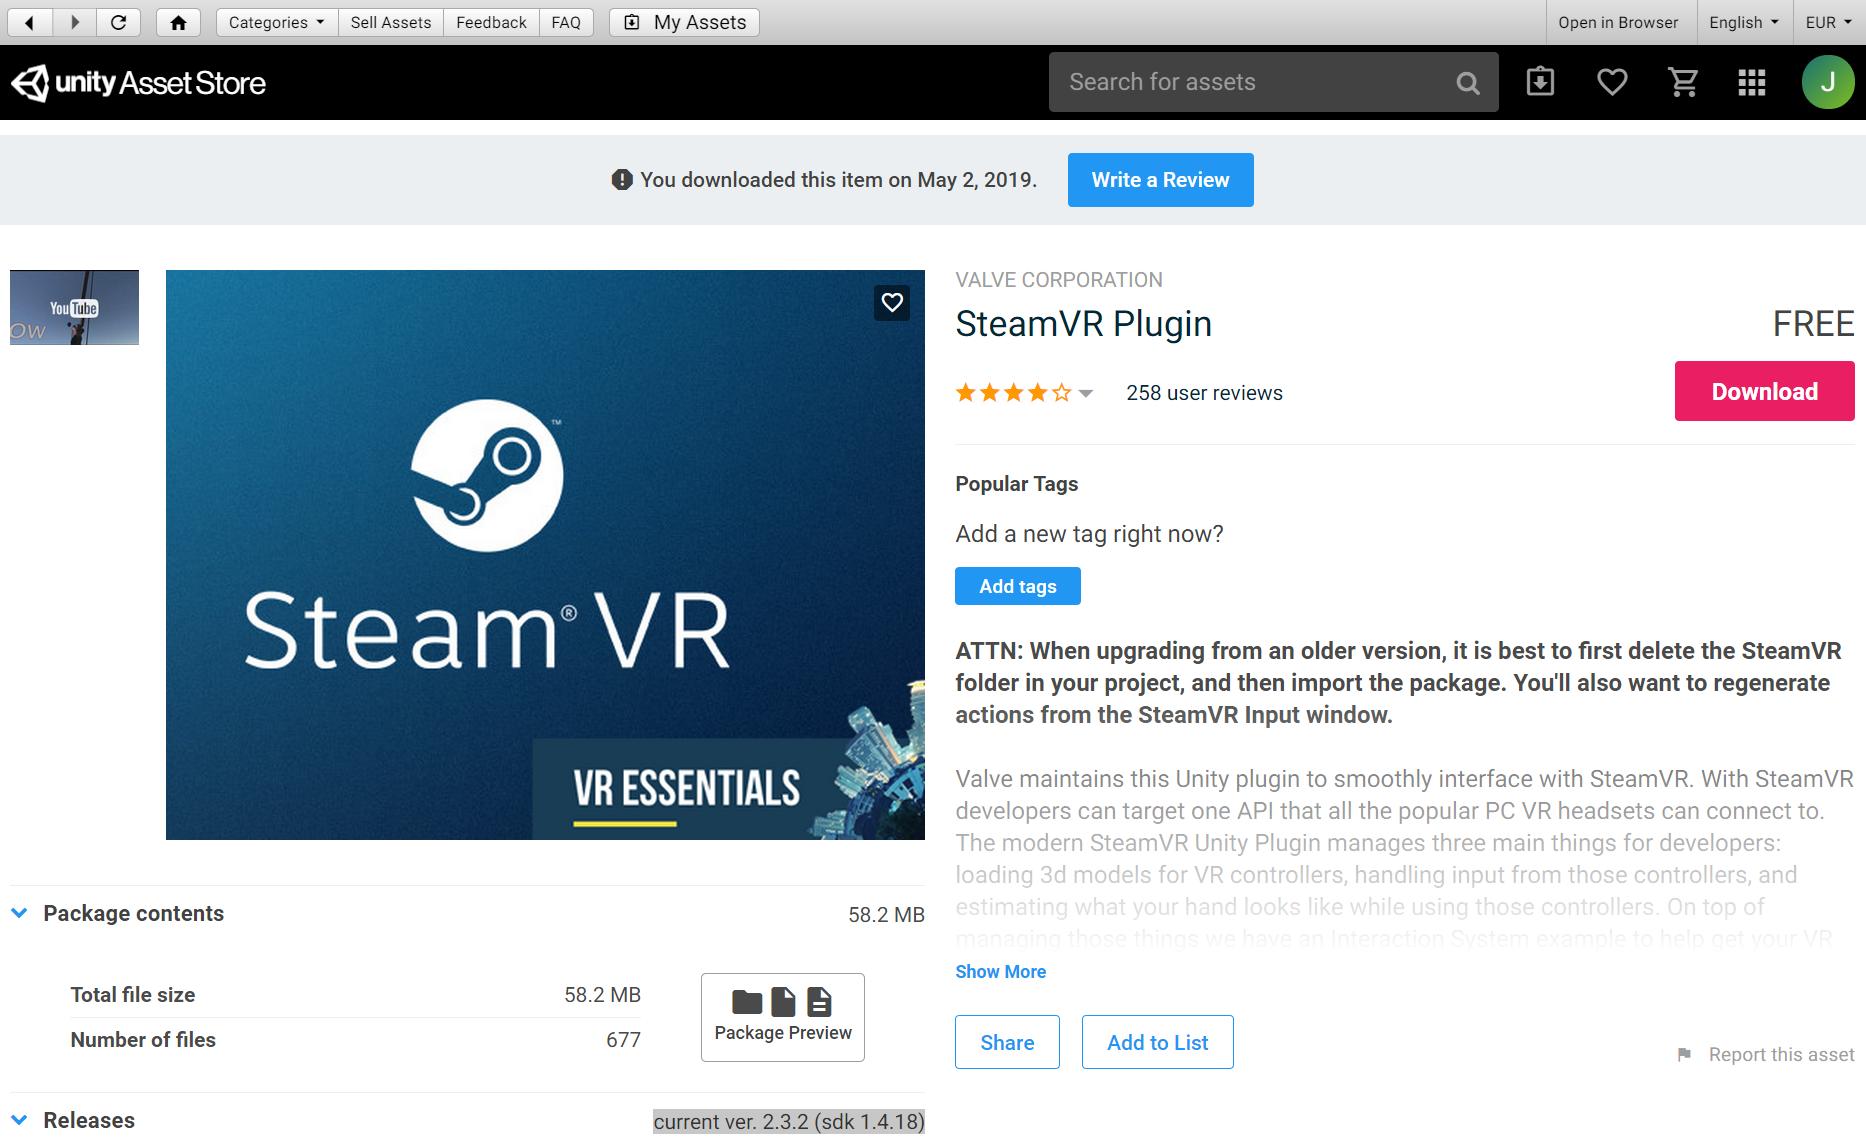 Categories
Sell Assets
Feedback
FAQ
My Assets
Open in Browser
English
EUR
unity Asset Store
Search for assets
J
You downloaded this item on May 2, 2019.
Write a Review
YouTube
OW
Steam® VR
™
VR ESSENTIALS
VALVE CORPORATION
SteamVR Plugin
FREE
258 user reviews
Download
Popular Tags
Add a new tag right now?
Add tags
ATTN: When upgrading from an older version, it is best to first delete the SteamVR
folder in your project, and then import the package. You'll also want to regenerate
actions from the SteamVR Input window.
Valve maintains this Unity plugin to smoothly interface with SteamVR. With SteamVR
developers can target one API that all the popular PC VR headsets can connect to.
The modern SteamVR Unity Plugin manages three main things for developers:
loading 3d models for VR controllers, handling input from those controllers, and
estimating what your hand looks like while using those controllers. On top of
managing those things we have an Interaction System example to help get your VR
Show More
Share
Add to List
Report this asset
Package contents
58.2 MB
Total file size
58.2 MB
Number of files
677
Package Preview
Releases
current ver. 2.3.2 (sdk 1.4.18)